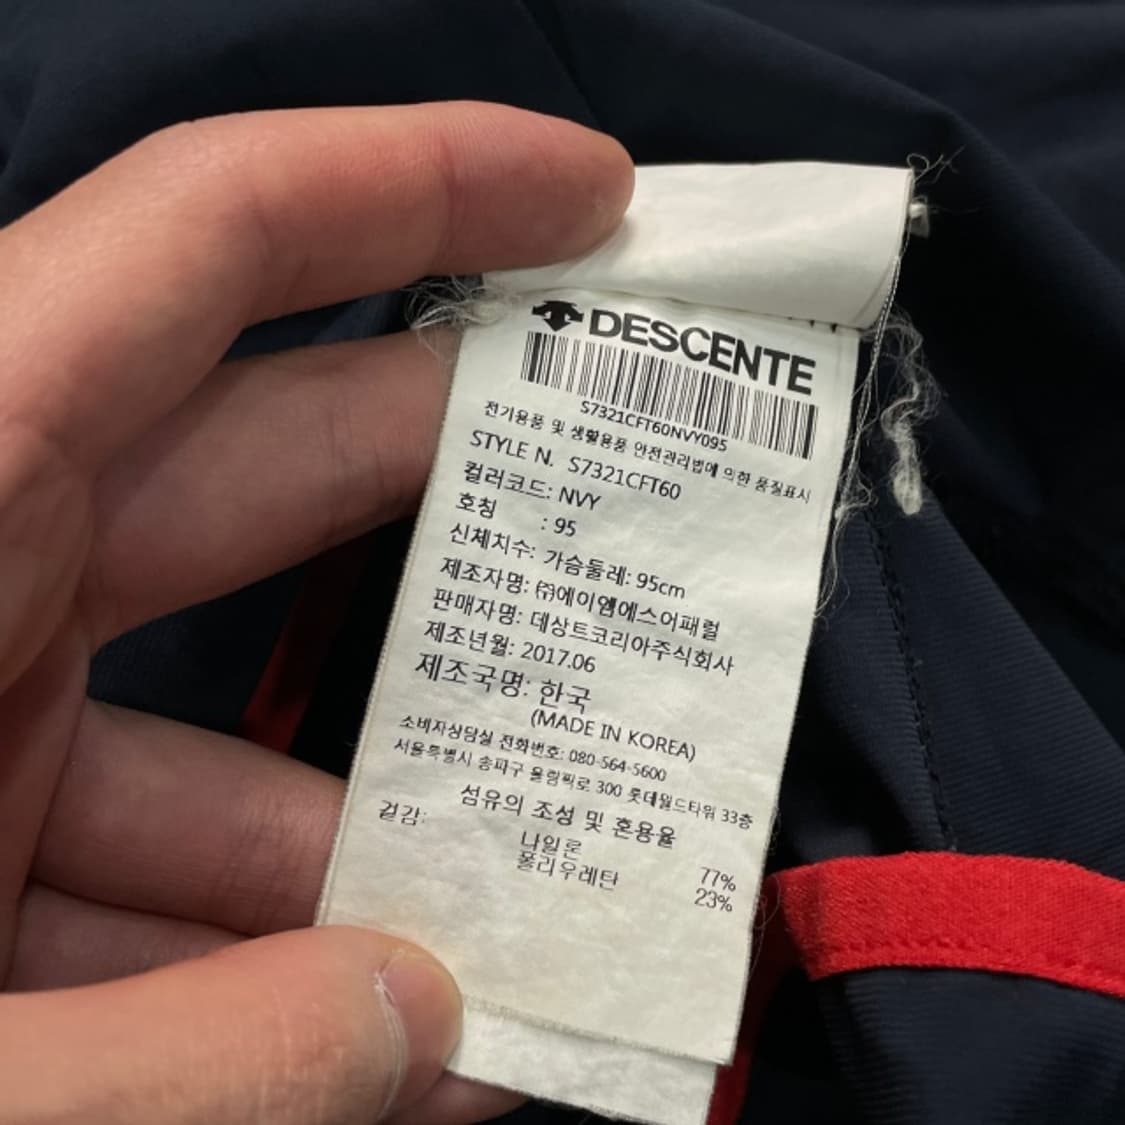 DESCENTE
S7321CFT60NVY095
전기용품 및 생활용품 안전관리법에 의한 품질표시
STYLE N. S7321CFT60
컬러코드: NVY
호칭 : 95
신체치수: 가슴둘레: 95cm
제조자명: ㈜에이엠에스어패럴
판매자명: 데상트코리아주식회사
제조년월: 2017.06
제조국명: 한국
(MADE IN KOREA)
소비자상담실 전화번호: 080-564-5600
서울특별시 송파구 올림픽로 300 롯데월드타워 33층
섬유의 조성 및 혼용율
겉감:
나일론 77%
폴리우레탄 23%